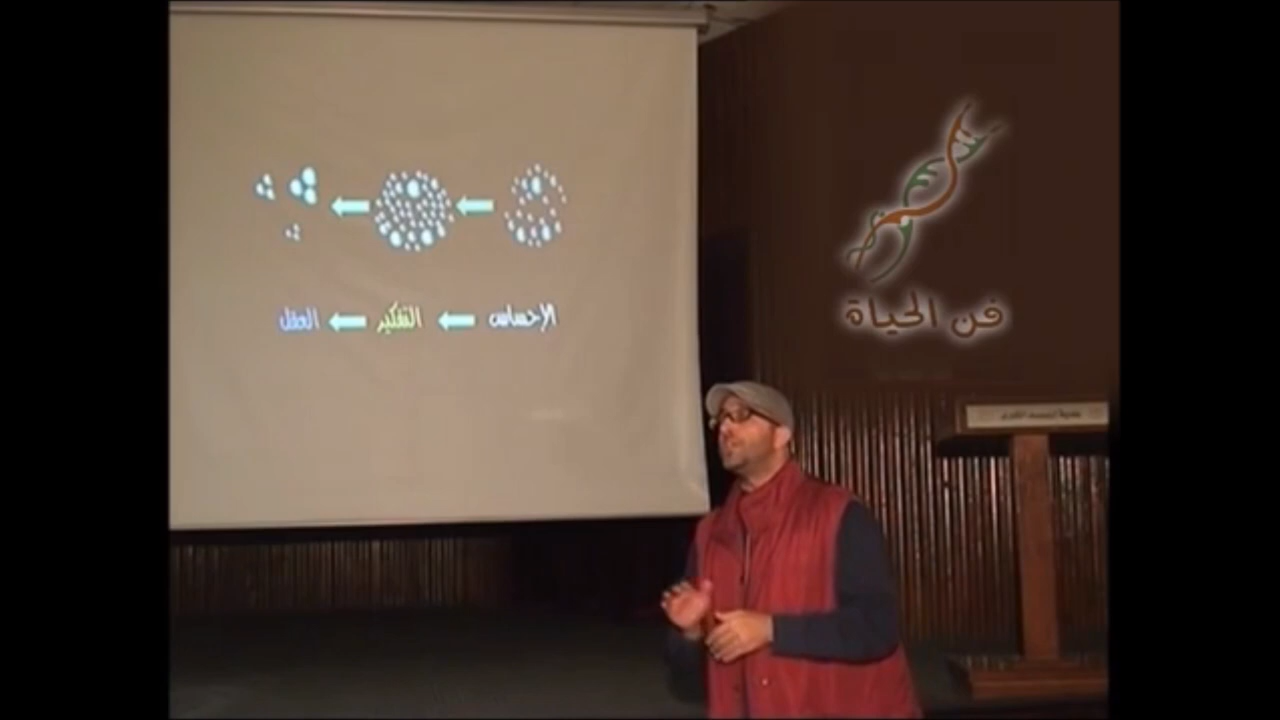 الإحساس ← التفكير ← العقل
فن الحياة